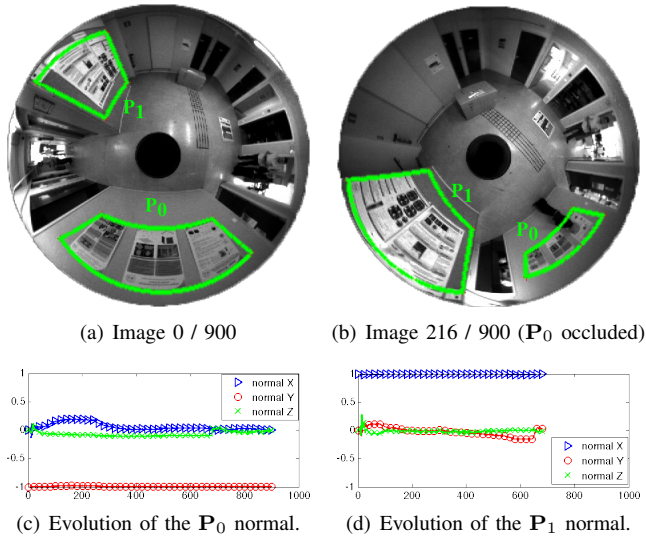 P1
P0
P1
P0
(a) Image 0 / 900
(b) Image 216 / 900 (P0 occluded)
1
0.5
0
-0.5
-1
0
200
400
600
800
1000
normal X
normal Y
normal Z
1
0.5
0
-0.5
-1
0
200
400
600
800
1000
normal X
normal Y
normal Z
(c) Evolution of the P0 normal.
(d) Evolution of the P1 normal.